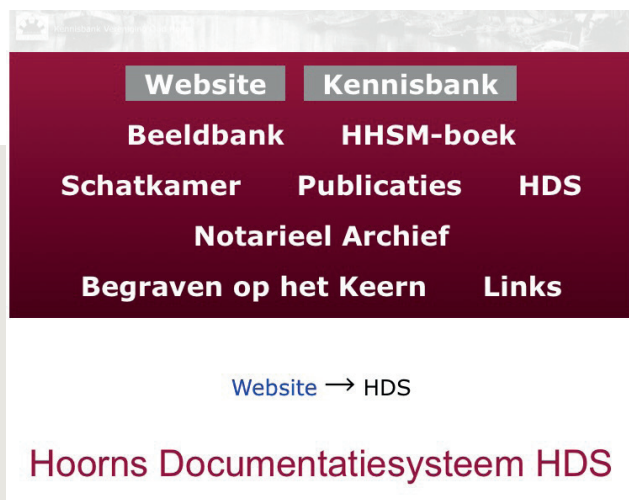 Website Kennisbank
Beeldbank HHSM-boek
Schatkamer Publicaties HDS
Notarieel Archief
Begraven op het Keern Links
Website → HDS
Hoorns Documentatiesysteem HDS